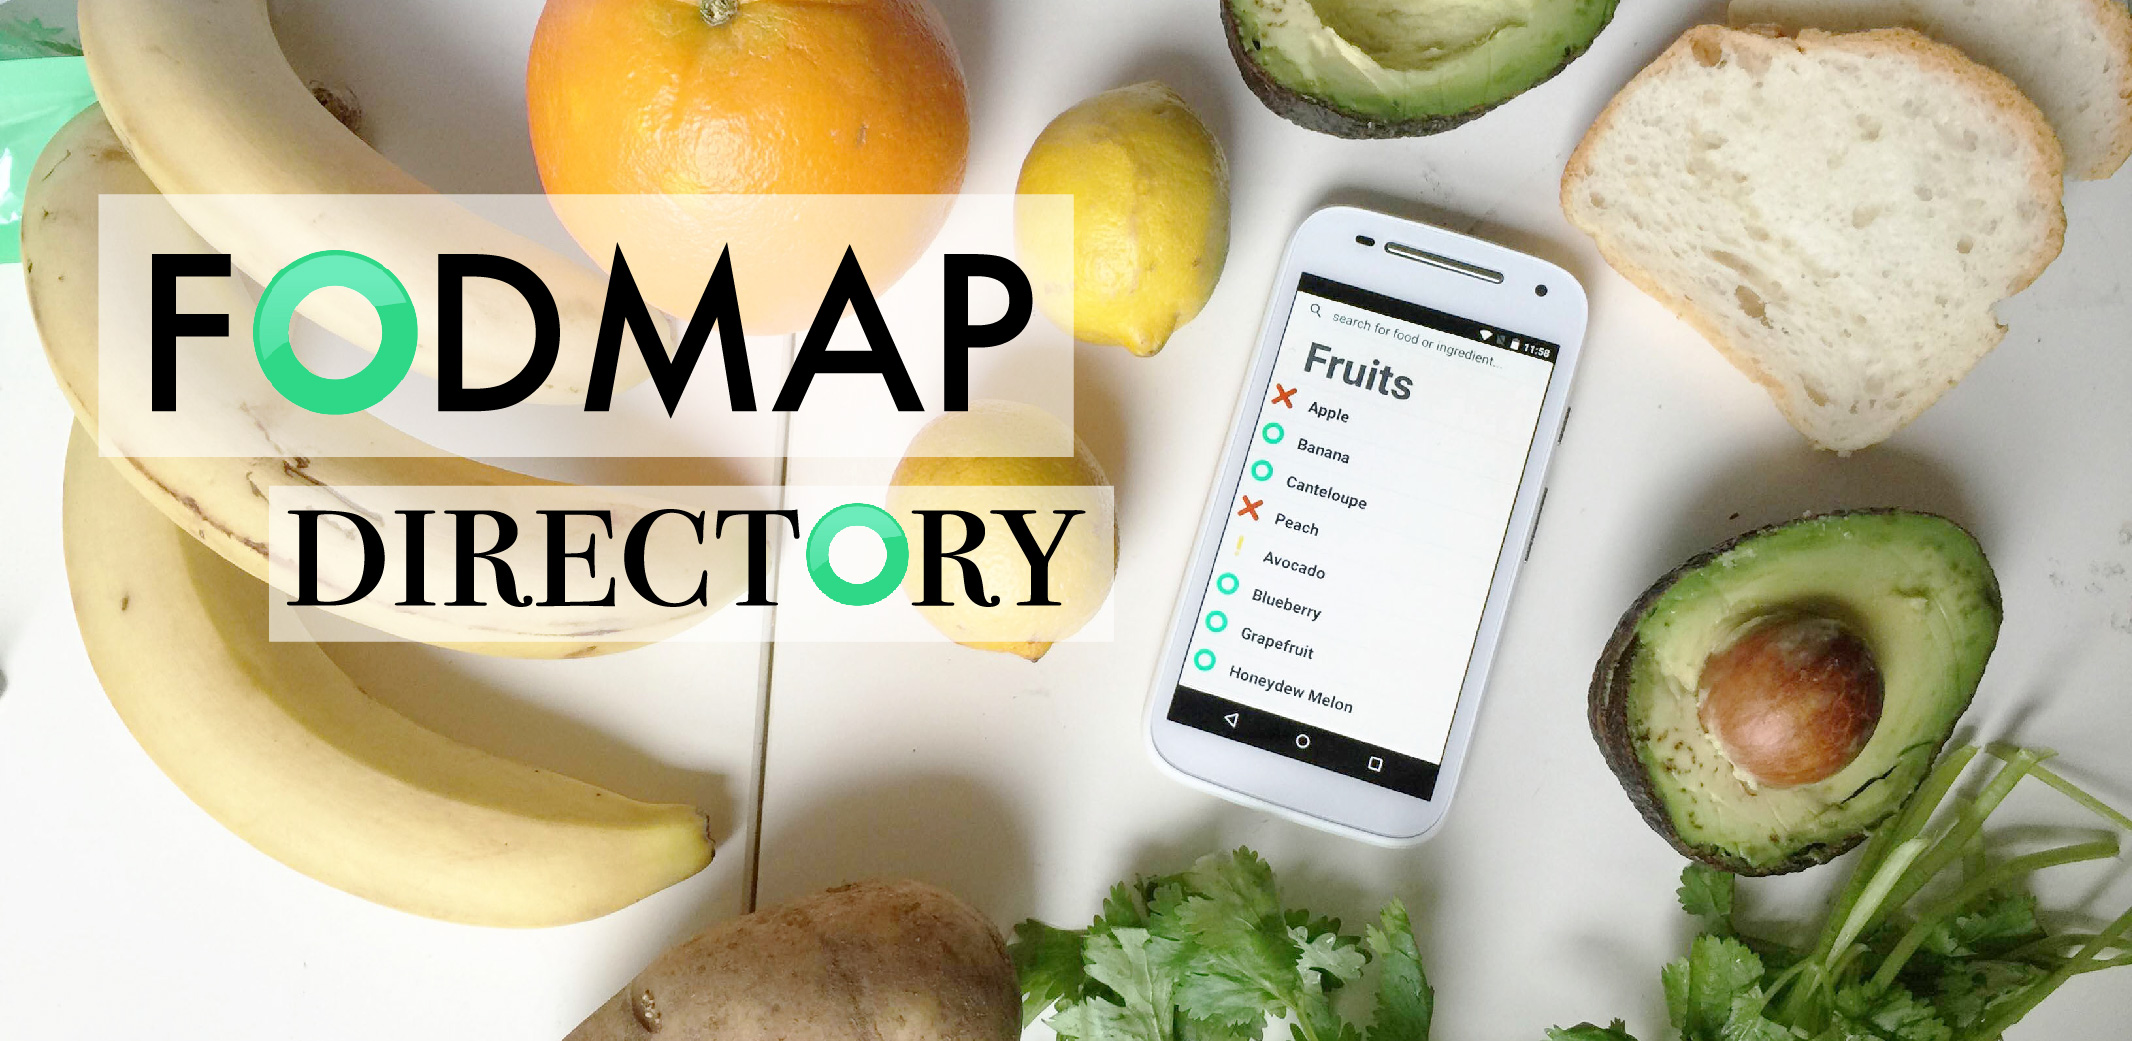 FODMAP
DIRECTORY
11:58
search for food or ingredient...
Fruits
Apple
Banana
Canteloupe
Peach
Avocado
Blueberry
Grapefruit
Honeydew Melon